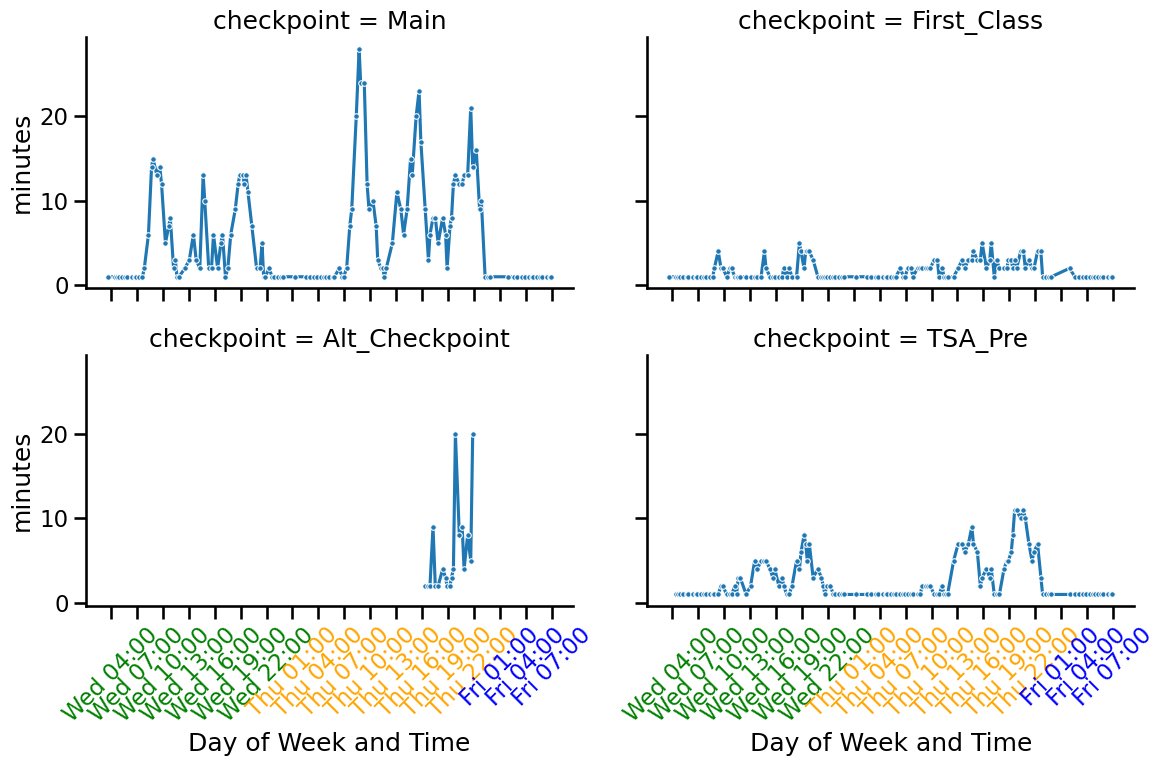 checkpoint = Main
checkpoint = First_Class
minutes
20
10
0
checkpoint = Alt_Checkpoint
checkpoint = TSA_Pre
minutes
20
10
0
Wed 04:00
Wed 07:00
Wed 10:00
Wed 13:00
Wed 16:00
Wed 19:00
Wed 22:00
Thu 01:00
Thu 04:00
Thu 07:00
Thu 10:00
Thu 13:00
Thu 16:00
Thu 19:00
Thu 22:00
Fri 01:00
Fri 04:00
Fri 07:00
Wed 04:00
Wed 07:00
Wed 10:00
Wed 13:00
Wed 16:00
Wed 19:00
Wed 22:00
Thu 01:00
Thu 04:00
Thu 07:00
Thu 10:00
Thu 13:00
Thu 16:00
Thu 19:00
Thu 22:00
Fri 01:00
Fri 04:00
Fri 07:00
Day of Week and Time
Day of Week and Time